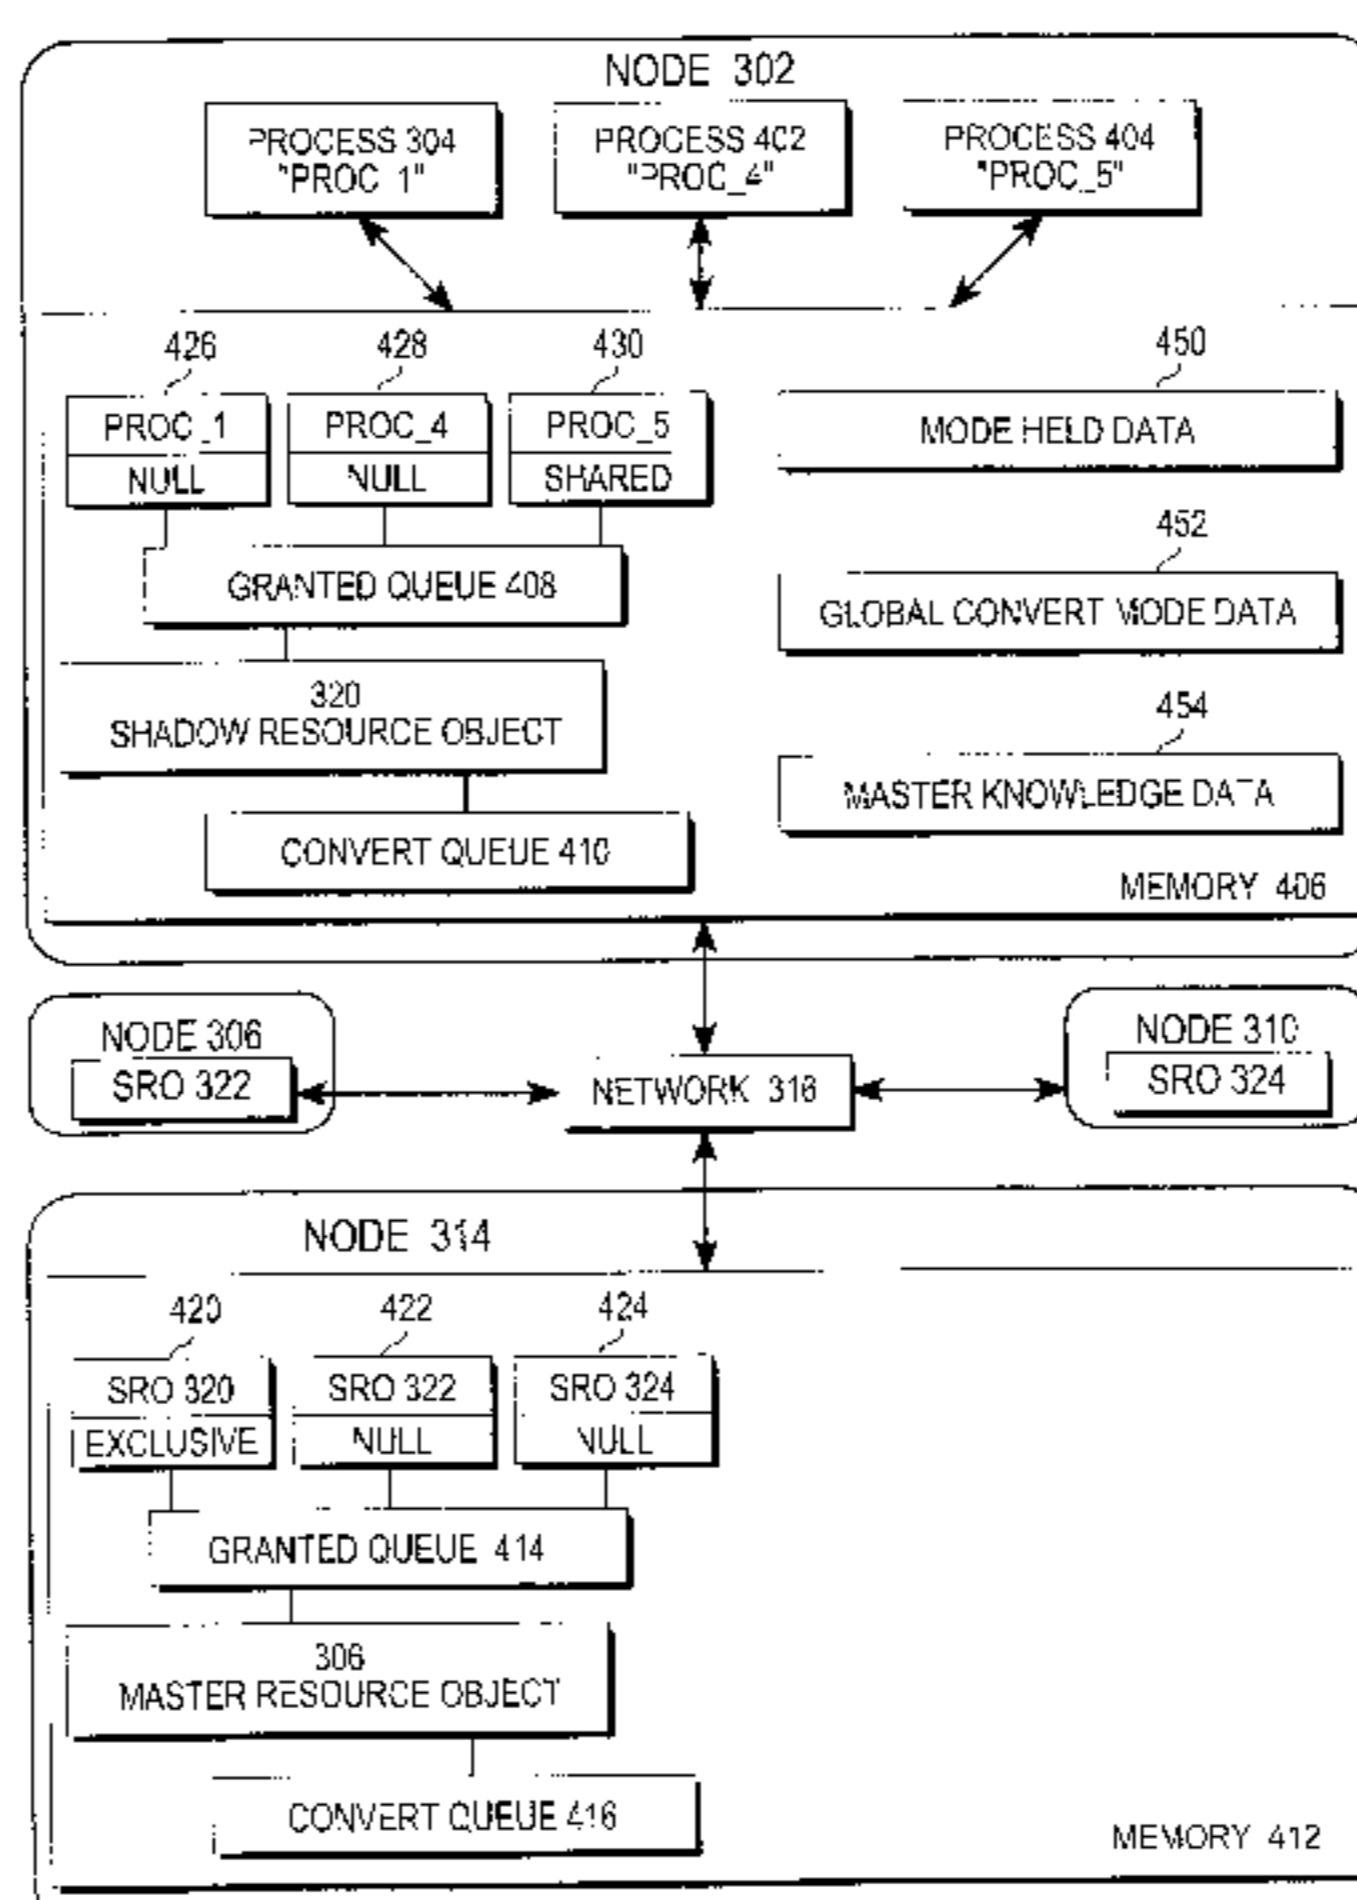 NODE 302
PROCESS 304
"PROC_1"
PROCESS 402
"PROC_4"
PROCESS 404
"PROC_5"
426
428
430
450
PROC_1
NULL
PROC_4
NULL
PROC_5
SHARED
MODE HELD DATA
452
GRANTED QUEUE 408
GLOBAL CONVERT MODE DATA
320
SHADOW RESOURCE OBJECT
454
MASTER KNOWLEDGE DATA
CONVERT QUEUE 410
MEMORY 406
NODE 306
SRO 322
NETWORK 316
NODE 310
SRO 324
NODE 314
420
422
424
SRO 320
EXCLUSIVE
SRO 322
NULL
SRO 324
NULL
GRANTED QUEUE 414
306
MASTER RESOURCE OBJECT
CONVERT QUEUE 416
MEMORY 412